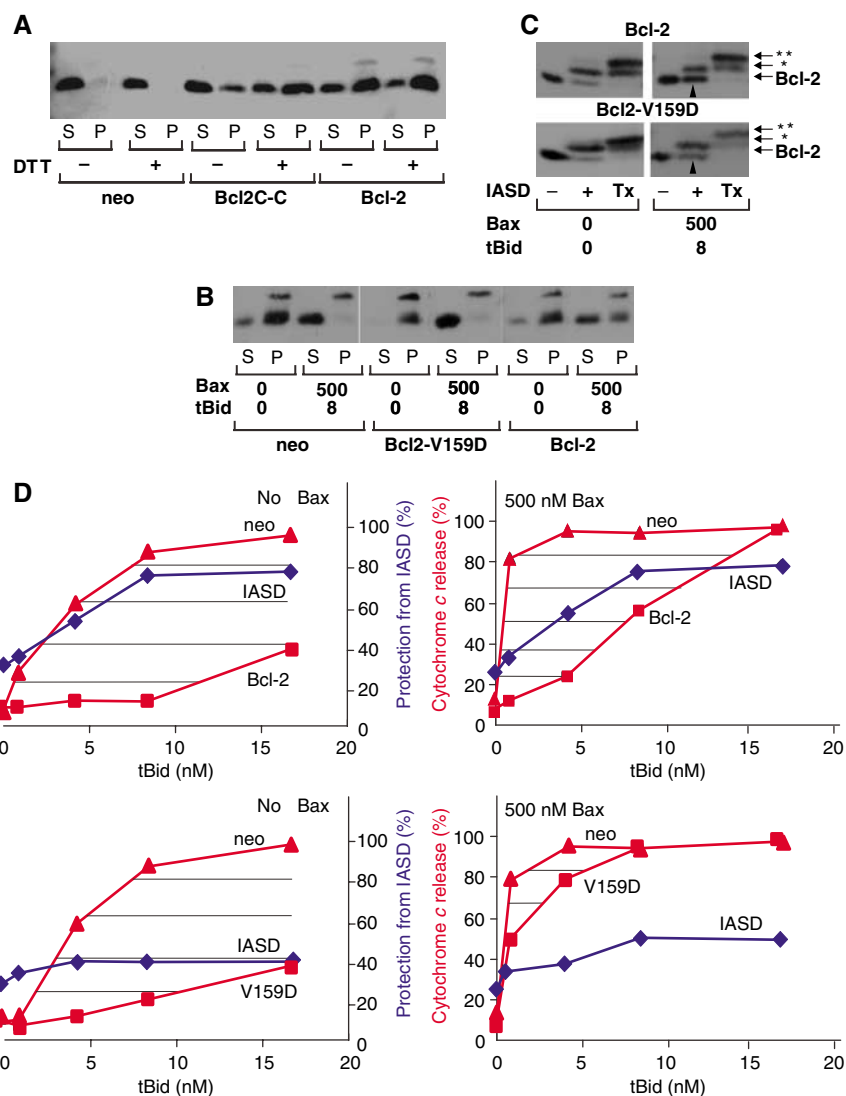 A
S P S P S P S P S P S P
DTT − + − + − +
neo Bcl2C-C Bcl-2
C
Bcl-2
**
*
Bcl-2
Bcl2-V159D
**
*
Bcl-2
IASD − + Tx − + Tx
Bax 0 500
tBid 0 8
B
S P S P S P S P S P S P
Bax 0 500 0 500 0 500
tBid 0 8 0 8 0 8
neo Bcl2-V159D Bcl-2
D
No Bax
neo
IASD
Bcl-2
100
80
60
40
20
0
Protection from IASD (%)
0 5 10 15 20
tBid (nM)
500 nM Bax
neo
IASD
Bcl-2
Cytochrome c release (%)
100
80
60
40
20
0
0 5 10 15 20
tBid (nM)
No Bax
neo
IASD
V159D
100
80
60
40
20
0
Protection from IASD (%)
0 5 10 15 20
tBid (nM)
500 nM Bax
neo
V159D
IASD
Cytochrome c release (%)
100
80
60
40
20
0
0 5 10 15 20
tBid (nM)